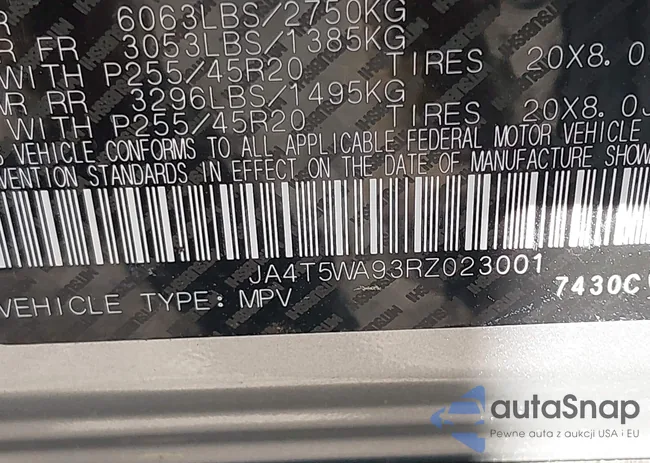 6063LBS/2750KG
R FR 3053LBS/1385KG
WITH P255/45R20 TIRES 20X8.0
WR RR 3296LBS/1495KG
WITH P255/45R20 TIRES 20X8.0J
S VEHICLE CONFORMS TO ALL APPLICABLE FEDERAL MOTOR VEHICLE
VENTION STANDARDS IN EFFECT ON THE DATE OF MANUFACTURE SHOW
JA4T5WA93RZ023001
7430C
VEHICLE TYPE: MPV
autaSnap
Pewne auta z aukcji USA i EU